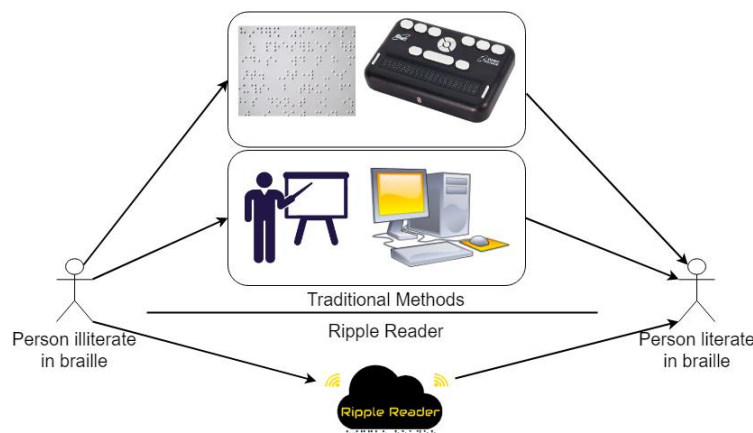 Traditional Methods
Ripple Reader
Person illiterate
in braille
Person literate
in braille
Ripple Reader